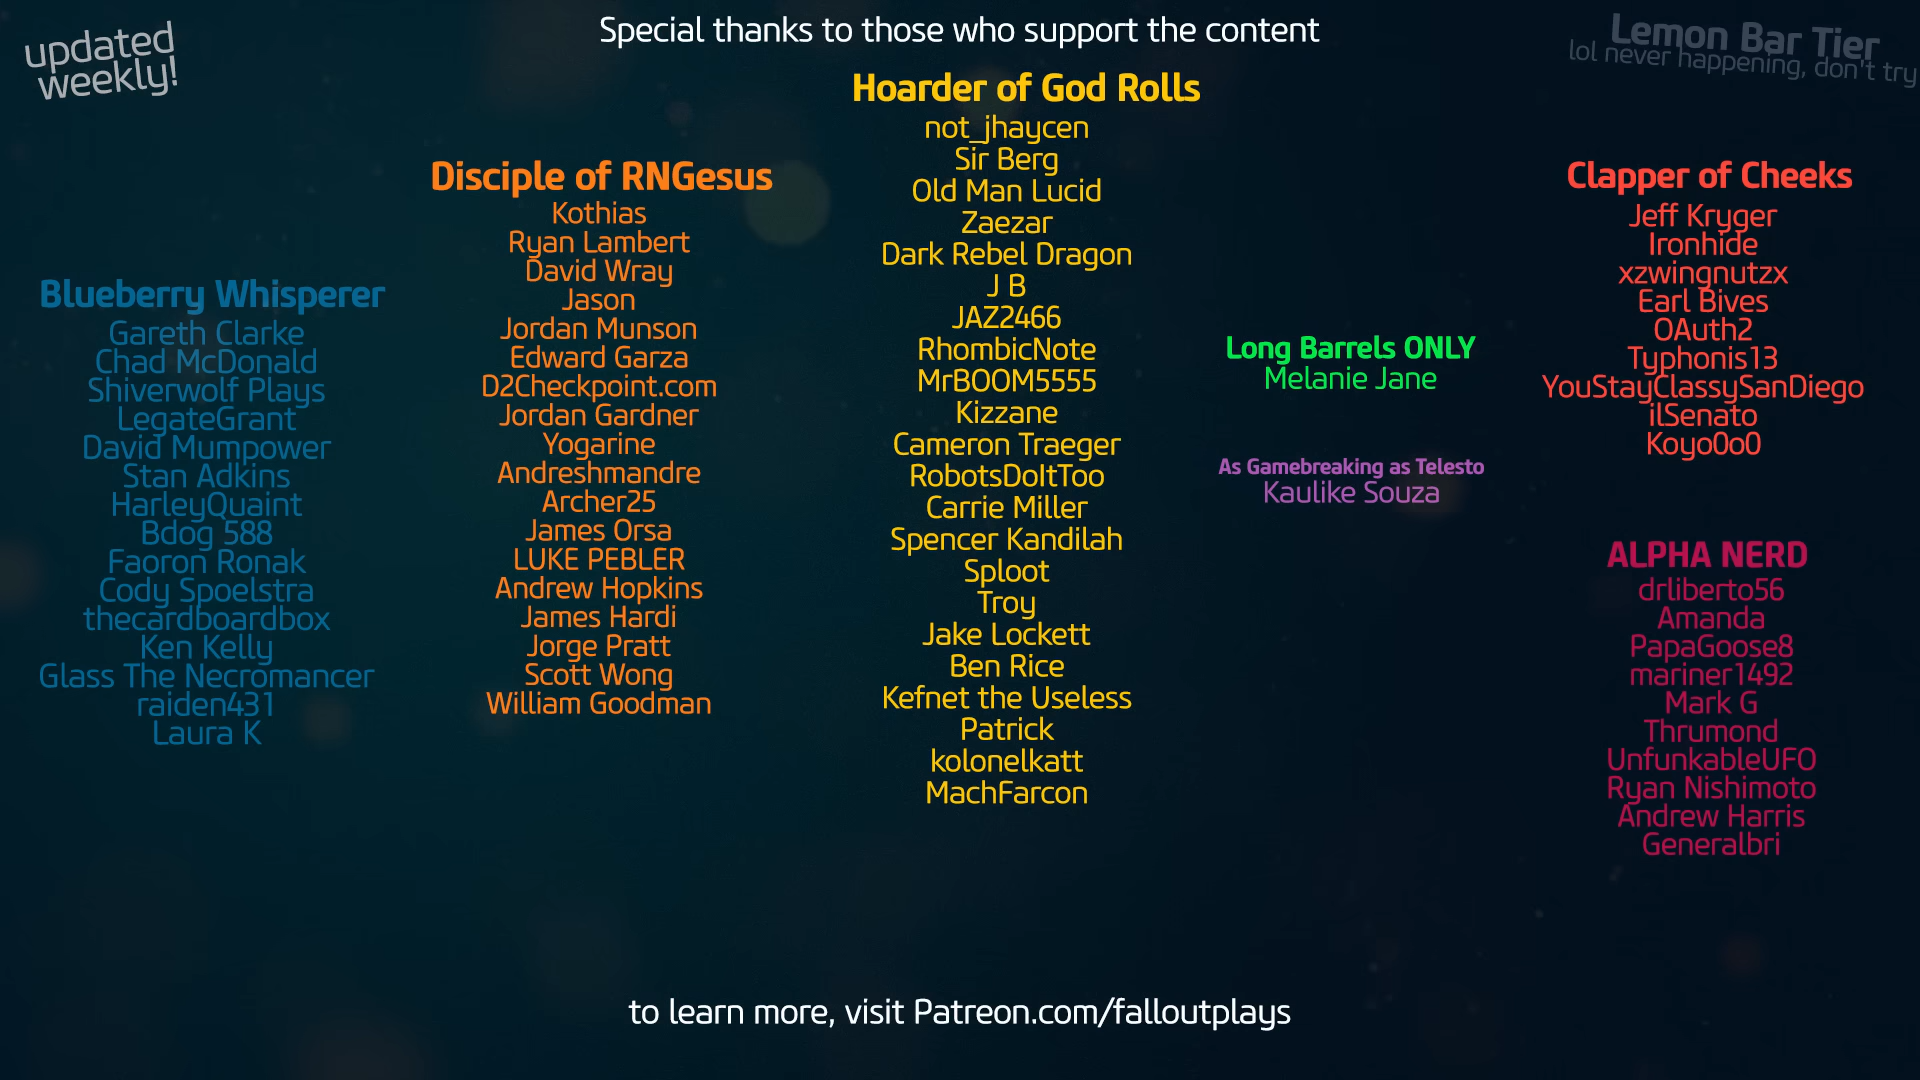 updated
weekly!
Special thanks to those who support the content
Lemon Bar Tier
lol never happening, don't try
Blueberry Whisperer
Gareth Clarke
Chad McDonald
Shiverwolf Plays
LegateGrant
David Mumpower
Stan Adkins
HarleyQuaint
Bdog 588
Faoron Ronak
Cody Spoelstra
thecardboardbox
Ken Kelly
Glass The Necromancer
raiden431
Laura K
Disciple of RNGesus
Kothias
Ryan Lambert
David Wray
Jason
Jordan Munson
Edward Garza
D2Checkpoint.com
Jordan Gardner
Yogarine
Andreshmandre
Archer25
James Orsa
LUKE PEBLER
Andrew Hopkins
James Hardi
Jorge Pratt
Scott Wong
William Goodman
Hoarder of God Rolls
not_jhaycen
Sir Berg
Old Man Lucid
Zaezar
Dark Rebel Dragon
J B
JAZ2466
RhombicNote
MrBOOM5555
Kizzane
Cameron Traeger
RobotsDoItToo
Carrie Miller
Spencer Kandilah
Sploot
Troy
Jake Lockett
Ben Rice
Kefnet the Useless
Patrick
kolonelkatt
MachFarcon
Long Barrels ONLY
Melanie Jane
As Gamebreaking as Telesto
Kaulike Souza
Clapper of Cheeks
Jeff Kryger
Ironhide
xzwingnutzx
Earl Bives
OAuth2
Typhonis13
YouStayClassySanDiego
ilSenato
Koyo0o0
ALPHA NERD
drliberto56
Amanda
PapaGoose8
mariner1492
Mark G
Thrumond
UnfunkableUFO
Ryan Nishimoto
Andrew Harris
Generalbri
to learn more, visit Patreon.com/falloutplays